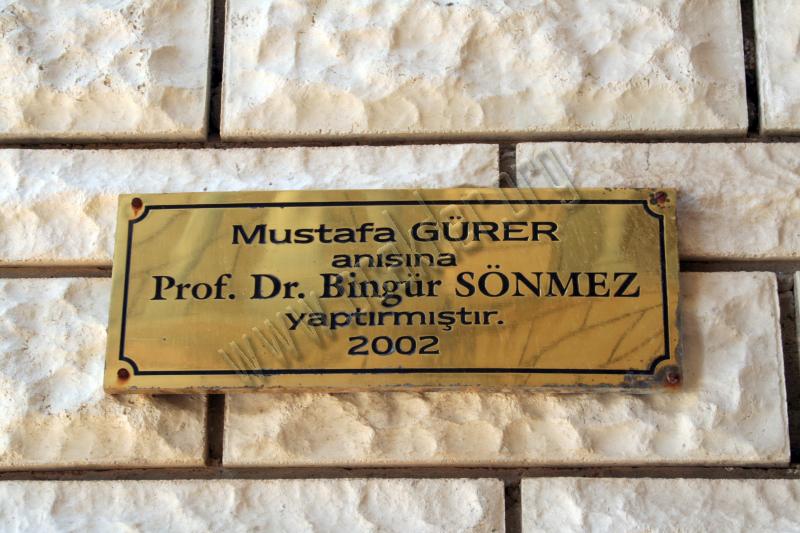 Mustafa GÜRER
anısına
Prof. Dr. Bingür SÖNMEZ
yaptırmıştır.
2002